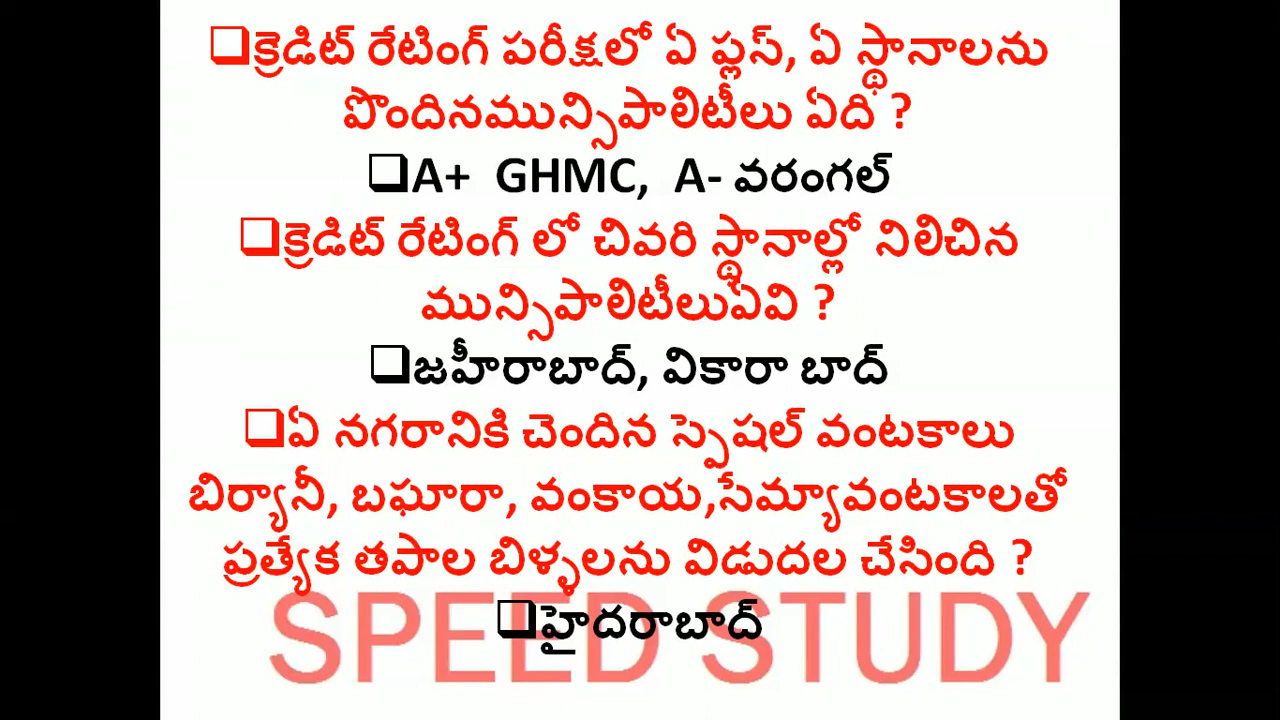 ❑క్రెడిట్ రేటింగ్ పరీక్షలో ఏ ప్లస్, ఏ స్థానాలను
పొందినమున్సిపాలిటీలు ఏది ?
❑A+ GHMC, A- వరంగల్
❑క్రెడిట్ రేటింగ్ లో చివరి స్థానాల్లో నిలిచిన
మున్సిపాలిటీలుఏవి ?
❑జహీరాబాద్, వికారా బాద్
❑ఏ నగరానికి చెందిన స్పెషల్ వంటకాలు
బిర్యానీ, బఘారా, వంకాయ,సేమ్యావంటకాలతో
ప్రత్యేక తపాల బిళ్ళలను విడుదల చేసింది ?
❑హైదరాబాద్
SPEED STUDY